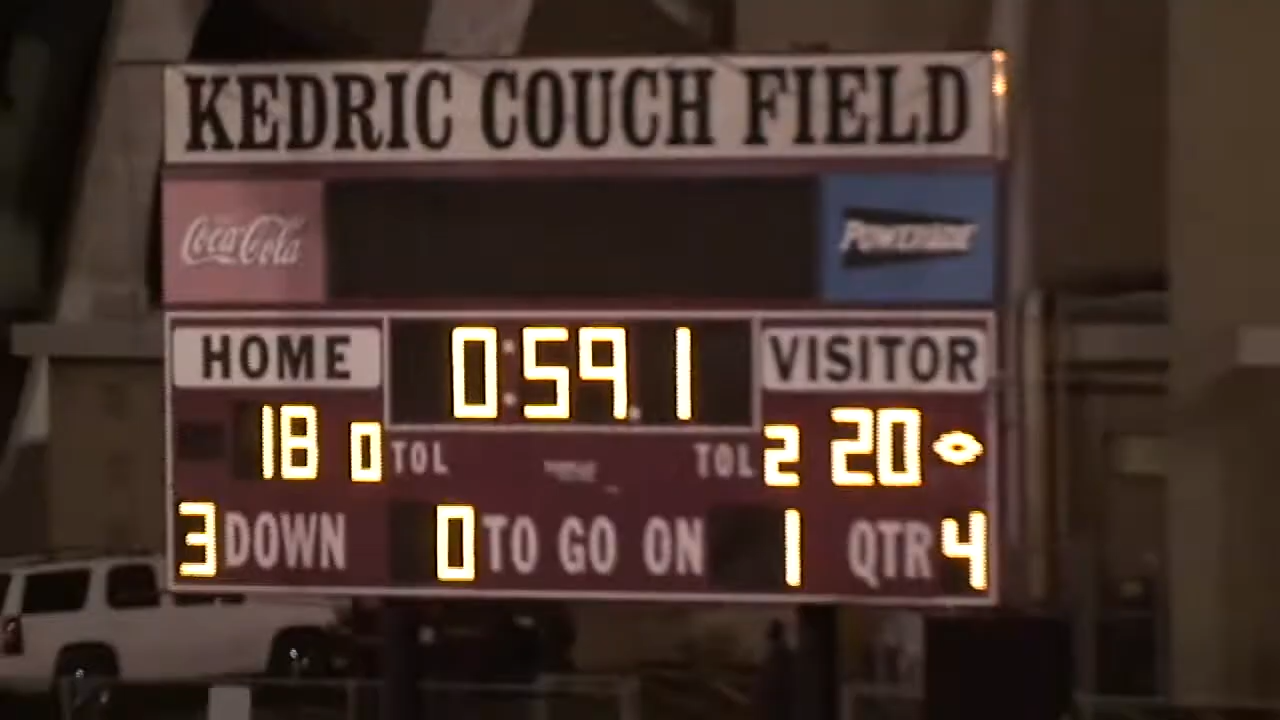 KEDRIC COUCH FIELD
Coca-Cola
POWERADE
HOME 0:59.1 VISITOR
18 0 TOL TOL 2 20
3 DOWN 0 TO GO ON 1 QTR 4